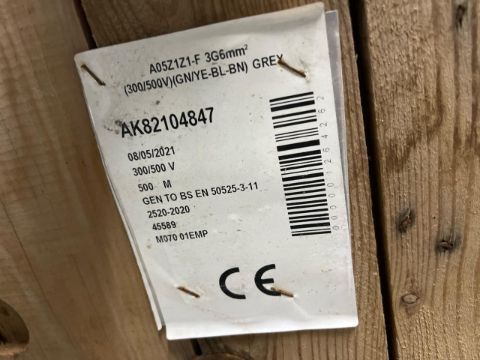 A05Z1Z1-F 3G6mm²
(300/500V)(GN/YE-BL-BN) GREY
AK82104847
08/05/2021
300/500 V
500 M
GEN TO BS EN 50525-3-11
2520-2020
45589
M070 01EMP
CE